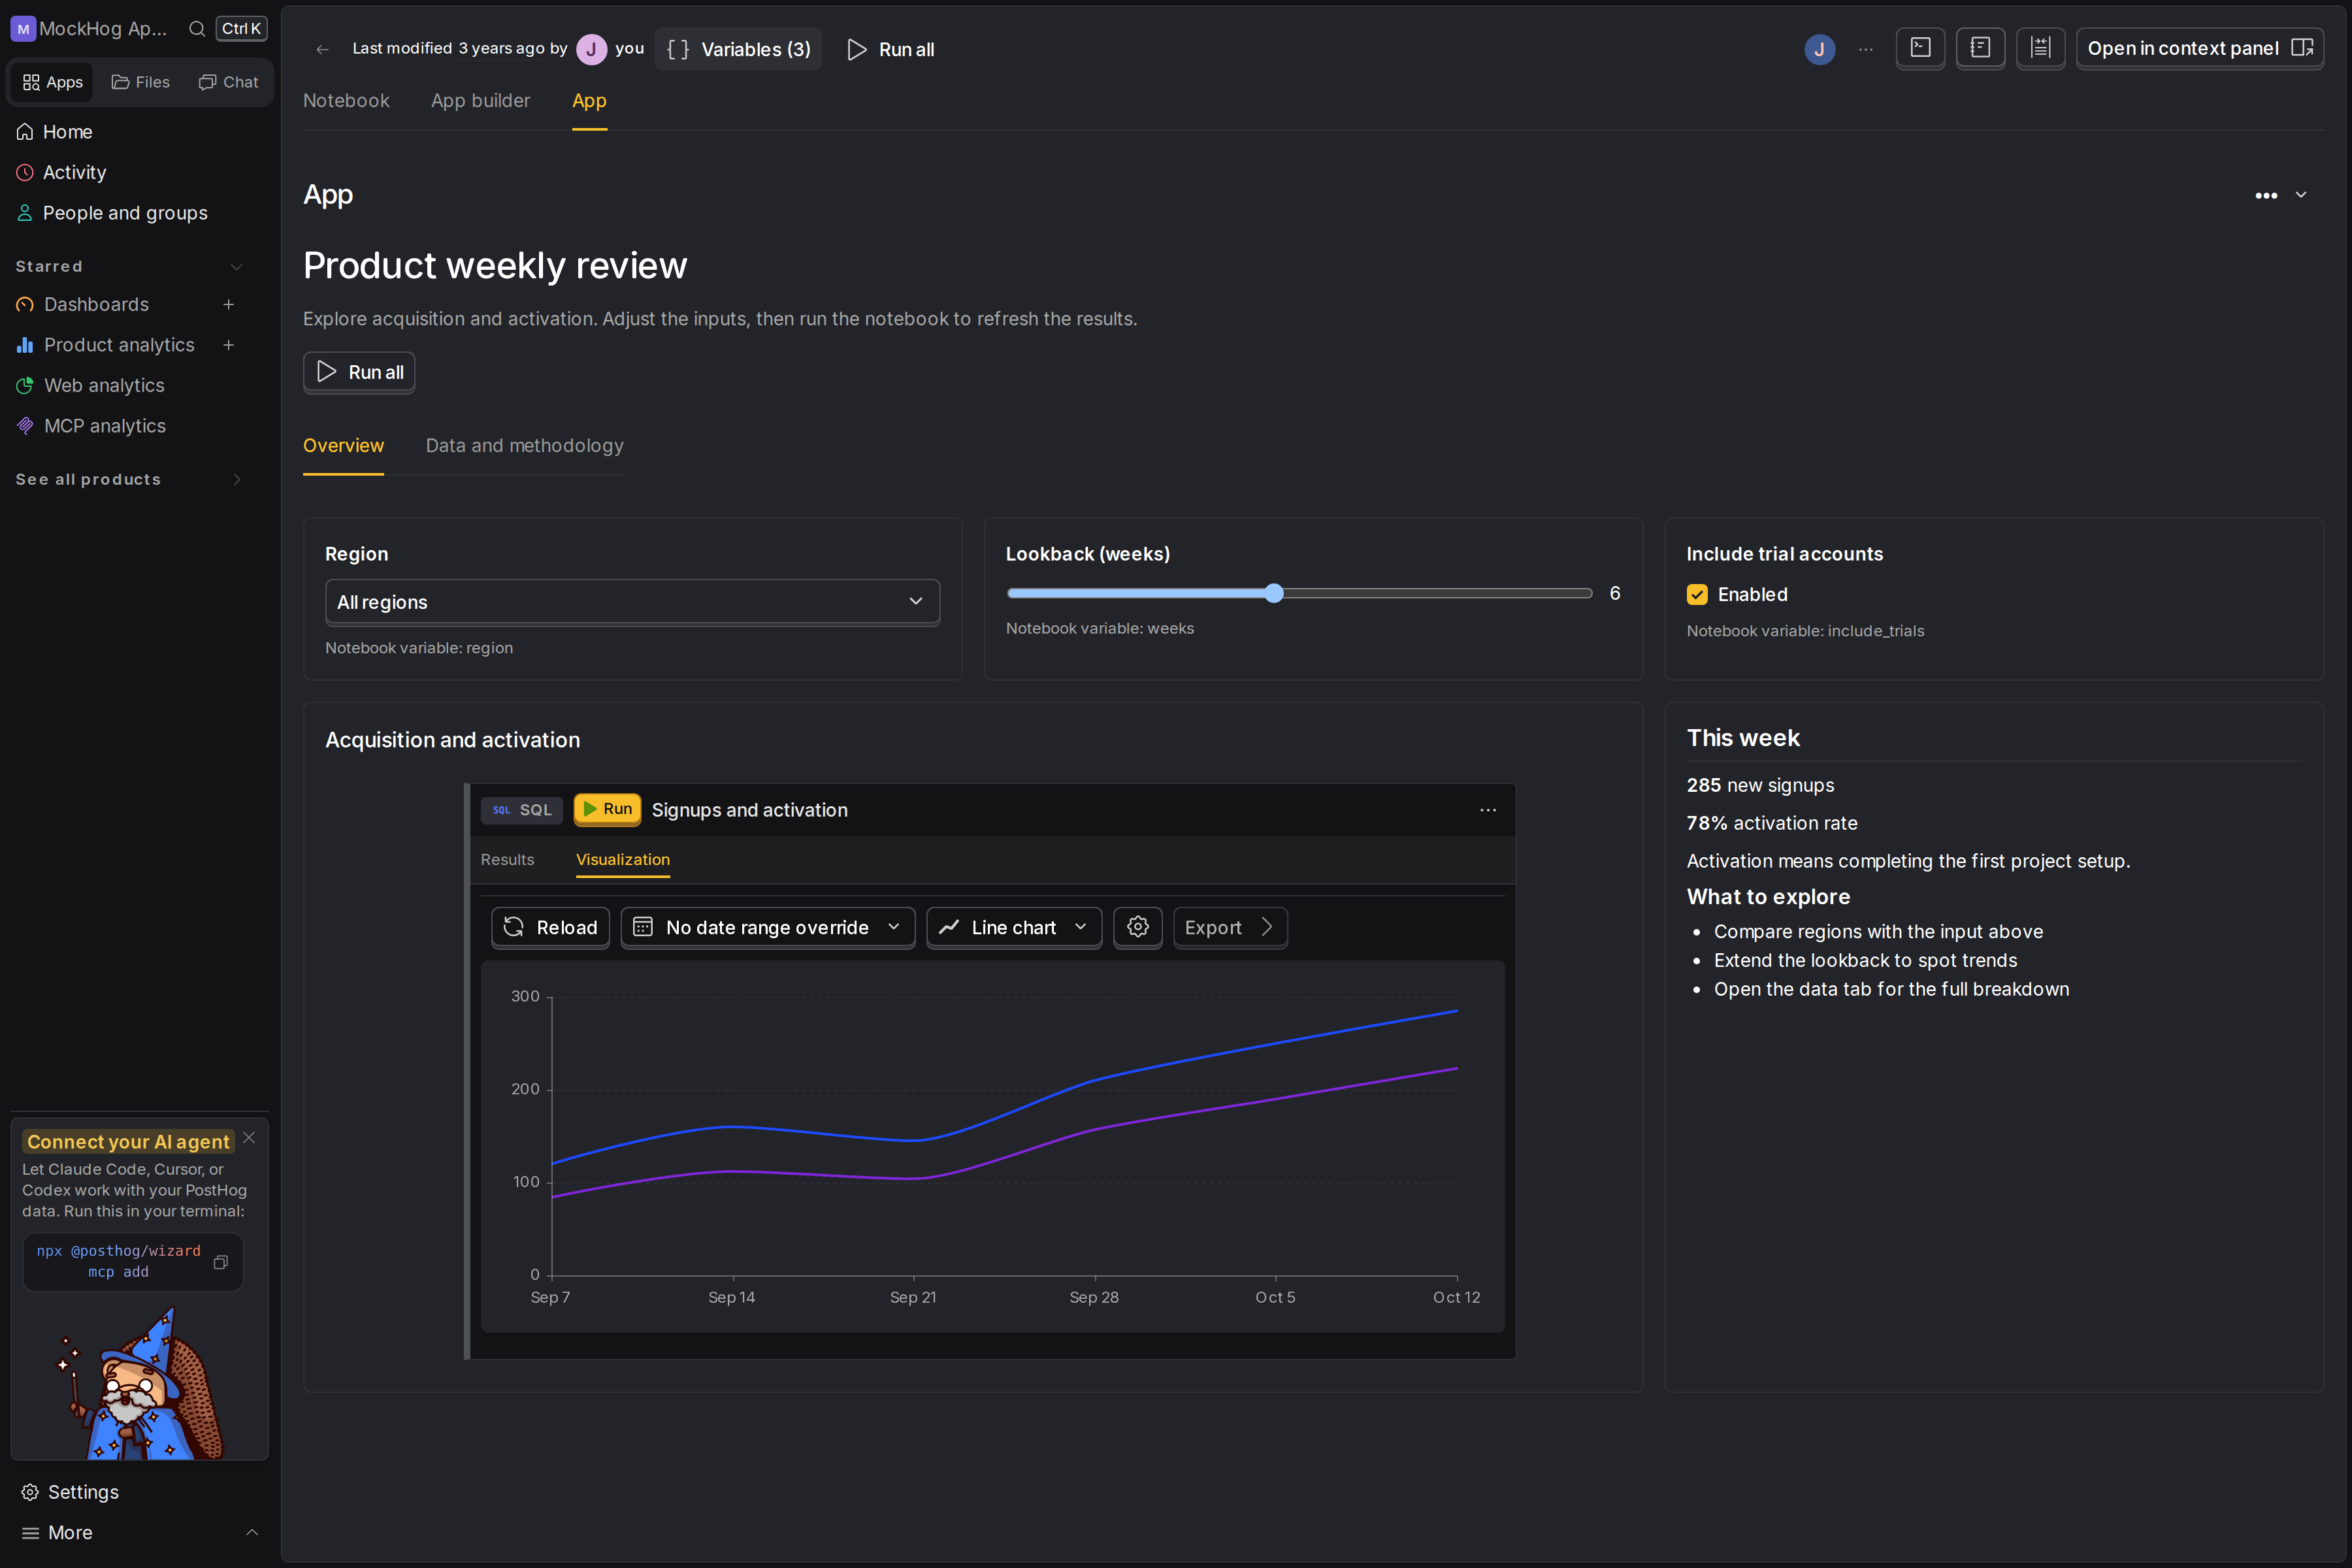 M MockHog Ap... Ctrl K
Apps Files Chat
Home
Activity
People and groups
Starred
Dashboards
Product analytics
Web analytics
MCP analytics
See all products
Connect your AI agent
Let Claude Code, Cursor, or
Codex work with your PostHog
data. Run this in your terminal:
npx @posthog/wizard
mcp add
Settings
More
Last modified 3 years ago by J you {} Variables (3) Run all
J ... Open in context panel
Notebook App builder App
App
Product weekly review
Explore acquisition and activation. Adjust the inputs, then run the notebook to refresh the results.
Run all
Overview Data and methodology
Region
All regions
Notebook variable: region
Lookback (weeks)
6
Notebook variable: weeks
Include trial accounts
Enabled
Notebook variable: include_trials
Acquisition and activation
SQL SQL Run Signups and activation
Results Visualization
Reload No date range override Line chart Export
300
200
100
0
Sep 7 Sep 14 Sep 21 Sep 28 Oct 5 Oct 12
This week
285 new signups
78% activation rate
Activation means completing the first project setup.
What to explore
• Compare regions with the input above
• Extend the lookback to spot trends
• Open the data tab for the full breakdown